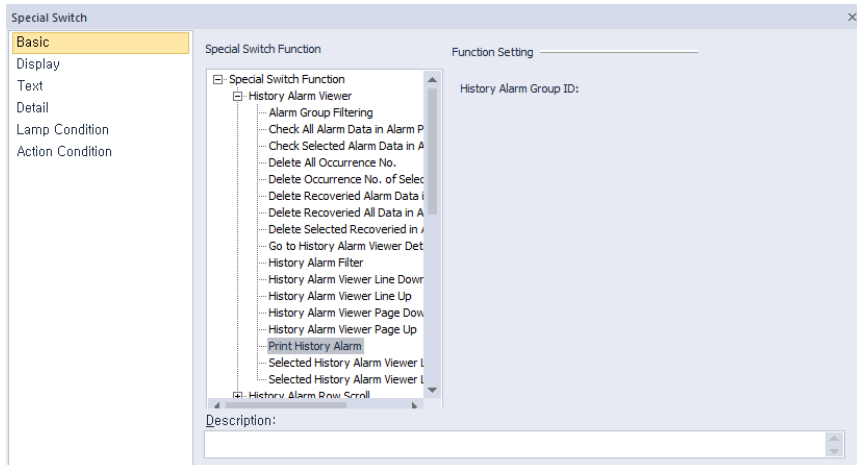 Special Switch
Basic
Display
Text
Detail
Lamp Condition
Action Condition
Special Switch Function
Special Switch Function
History Alarm Viewer
Alarm Group Filtering
Check All Alarm Data in Alarm P
Check Selected Alarm Data in A
Delete All Occurrence No.
Delete Occurrence No. of Selec
Delete Recoveried Alarm Data i
Delete Recoveried All Data in A
Delete Selected Recoveried in A
Go to History Alarm Viewer Det
History Alarm Filter
History Alarm Viewer Line Down
History Alarm Viewer Line Up
History Alarm Viewer Page Dow
History Alarm Viewer Page Up
Print History Alarm
Selected History Alarm Viewer L
Selected History Alarm Viewer L
History Alarm Row Scroll
Function Setting
History Alarm Group ID:
Description: